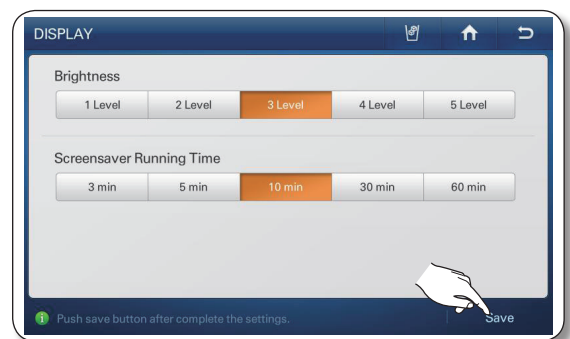 DISPLAY
Brightness
1 Level 2 Level 3 Level 4 Level 5 Level
Screensaver Running Time
3 min 5 min 10 min 30 min 60 min
Push save button after complete the settings. Save